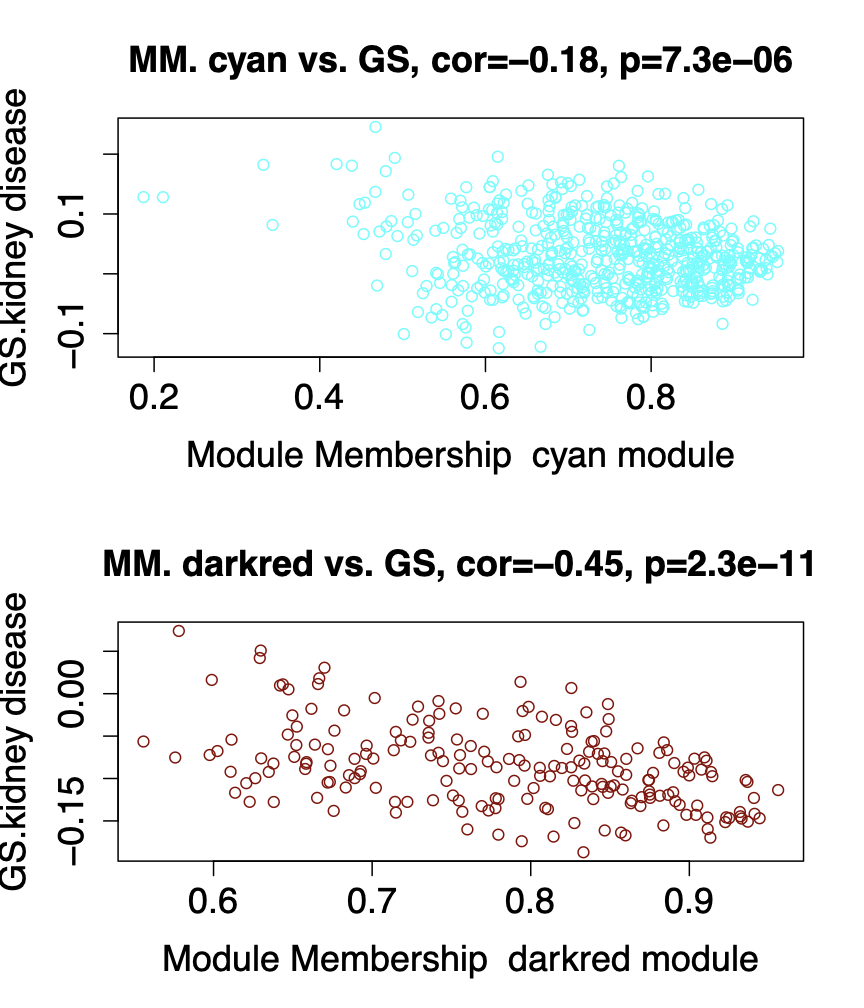 MM. cyan vs. GS, cor=−0.18, p=7.3e−06
GS.kidney disease
0.1
−0.1
0.2 0.4 0.6 0.8
Module Membership  cyan module
MM. darkred vs. GS, cor=−0.45, p=2.3e−11
GS.kidney disease
0.00
−0.15
0.6 0.7 0.8 0.9
Module Membership  darkred module